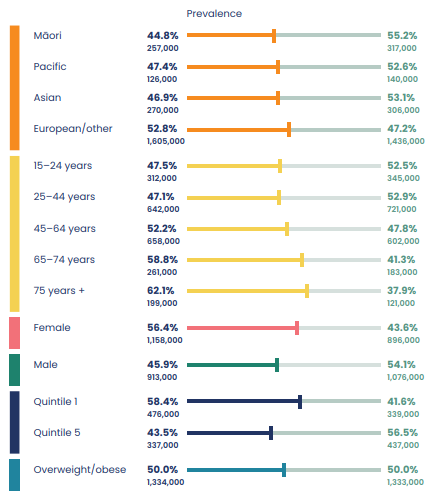 Prevalence
Māori 44.8% 55.2%
257,000 317,000
Pacific 47.4% 52.6%
126,000 140,000
Asian 46.9% 53.1%
270,000 306,000
European/other 52.8% 47.2%
1,605,000 1,436,000
15–24 years 47.5% 52.5%
312,000 345,000
25–44 years 47.1% 52.9%
642,000 721,000
45–64 years 52.2% 47.8%
658,000 602,000
65–74 years 58.8% 41.3%
261,000 183,000
75 years + 62.1% 37.9%
199,000 121,000
Female 56.4% 43.6%
1,158,000 896,000
Male 45.9% 54.1%
913,000 1,076,000
Quintile 1 58.4% 41.6%
476,000 339,000
Quintile 5 43.5% 56.5%
337,000 437,000
Overweight/obese 50.0% 50.0%
1,334,000 1,333,000